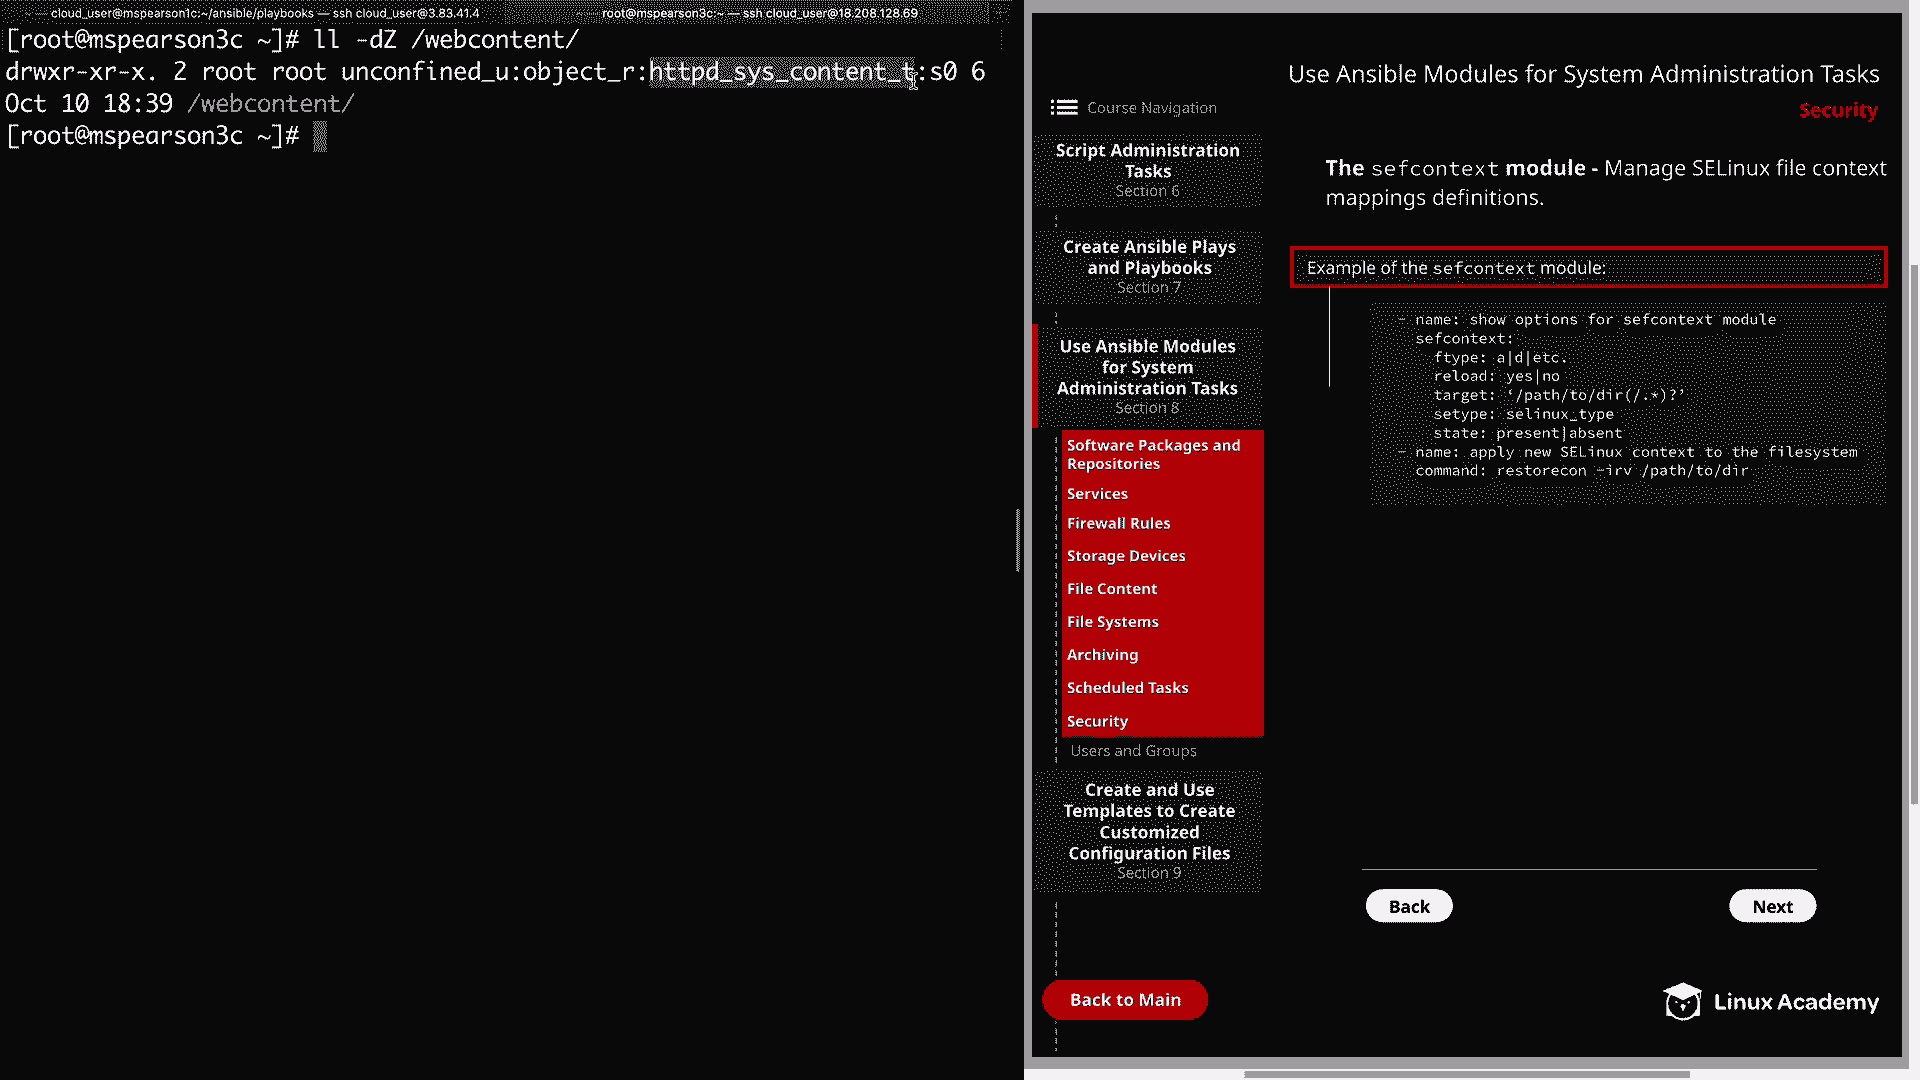 cloud_user@mspearson1c:~/ansible/playbooks — ssh cloud_user@3.83.41.4
root@mspearson3c:~ — ssh cloud_user@18.208.128.69
[root@mspearson3c ~]# ll -dZ /webcontent/
drwxr-xr-x. 2 root root unconfined_u:object_r:httpd_sys_content_t:s0 6
Oct 10 18:39 /webcontent/
[root@mspearson3c ~]#
Use Ansible Modules for System Administration Tasks
Security
Course Navigation
Script Administration
Tasks
Section 6
Create Ansible Plays
and Playbooks
Section 7
Use Ansible Modules
for System
Administration Tasks
Section 8
Software Packages and
Repositories
Services
Firewall Rules
Storage Devices
File Content
File Systems
Archiving
Scheduled Tasks
Security
Users and Groups
Create and Use
Templates to Create
Customized
Configuration Files
Section 9
Back to Main
The sefcontext module - Manage SELinux file context
mappings definitions.
Example of the sefcontext module:
- name: show options for sefcontext module
sefcontext:
ftype: a|d|etc.
reload: yes|no
target: ‘/path/to/dir(/.*)?’
setype: selinux_type
state: present|absent
- name: apply new SELinux context to the filesystem
command: restorecon -irv /path/to/dir
Back
Next
Linux Academy